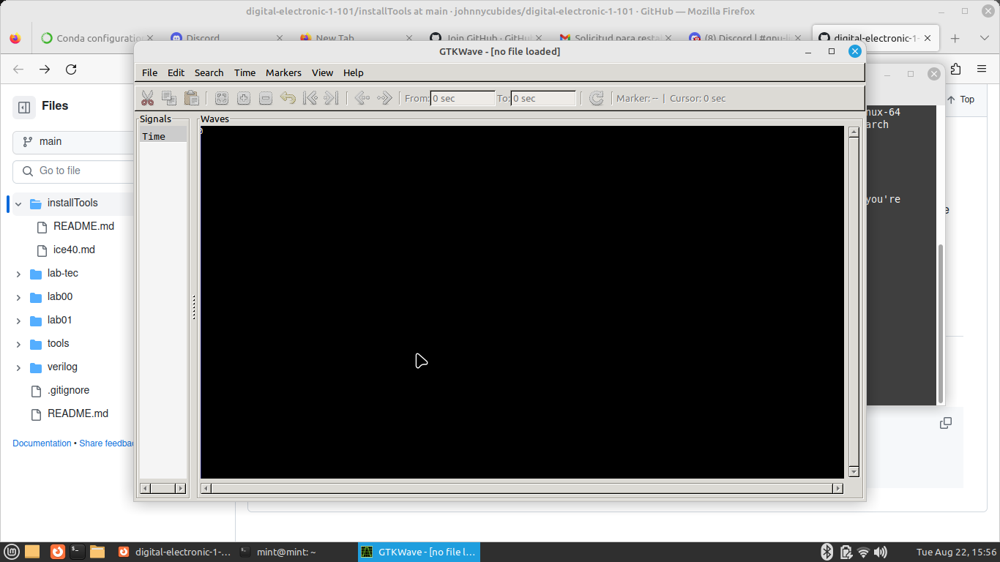 digital-electronic-1-101/installTools at main · johnnycubides/digital-electronic-1-101 · GitHub — Mozilla Firefox
Conda configuratio
Discord
New Tab
Join GitHub · GitHu
Solicitud para resta
(8) Discord | #gnu-li
digital-electronic-1-
GTKWave - [no file loaded]
File Edit Search Time Markers View Help
From: 0 sec To: 0 sec Marker: -- | Cursor: 0 sec
Signals
Time
Waves
0
Files
main
Go to file
installTools
README.md
ice40.md
lab-tec
lab00
lab01
tools
verilog
.gitignore
README.md
Documentation • Share feedbac
Top
nux-64
arch
you're
e
digital-electronic-1-...
mint@mint: ~
GTKWave - [no file l...
Tue Aug 22, 15:56